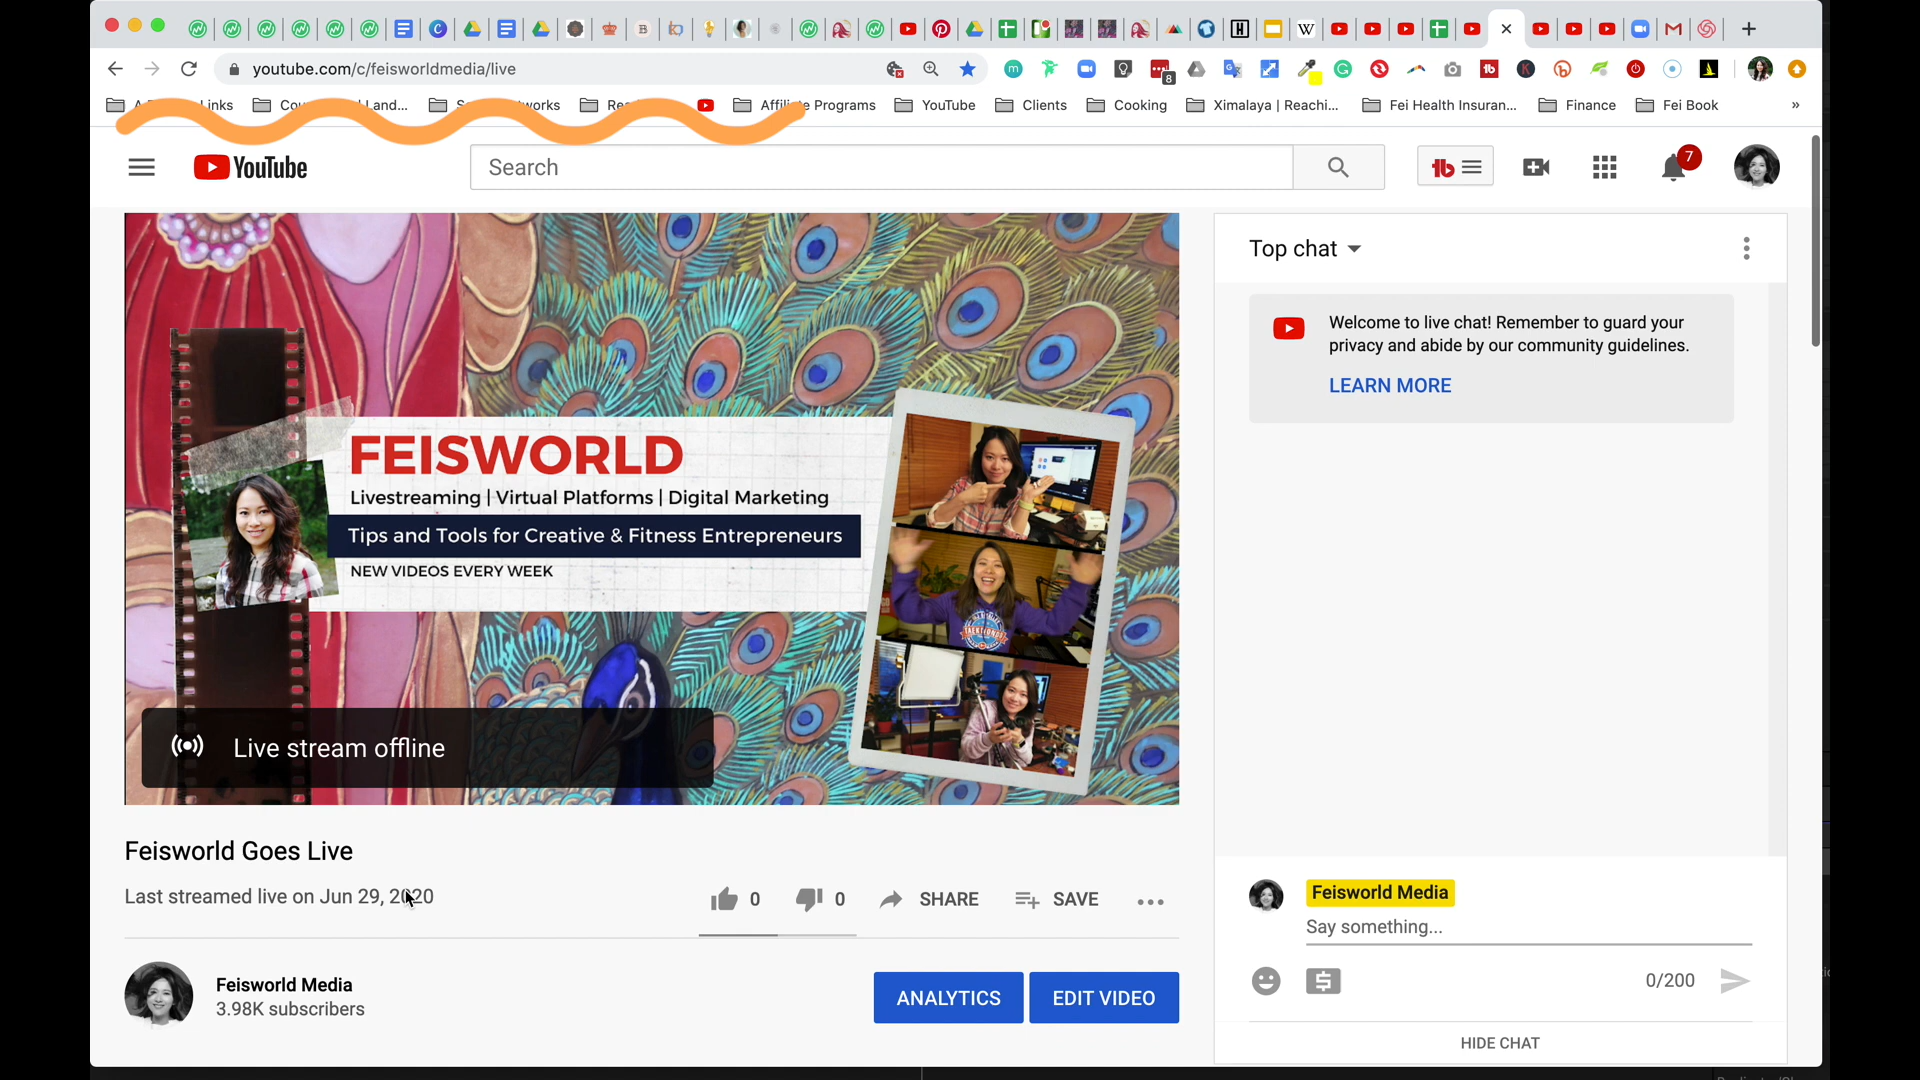 youtube.com/c/feisworldmedia/live
8
Links
Affiliate Programs
YouTube
Clients
Cooking
Ximalaya | Reachi...
Fei Health Insuran...
Finance
Fei Book
»
YouTube
Search
7
Top chat
Welcome to live chat! Remember to guard your
privacy and abide by our community guidelines.
LEARN MORE
FEISWORLD
Livestreaming | Virtual Platforms | Digital Marketing
Tips and Tools for Creative & Fitness Entrepreneurs
NEW VIDEOS EVERY WEEK
Live stream offline
Feisworld Goes Live
Last streamed live on Jun 29, 2020
0
0
SHARE
SAVE
Feisworld Media
3.98K subscribers
ANALYTICS
EDIT VIDEO
Feisworld Media
Say something...
0/200
HIDE CHAT